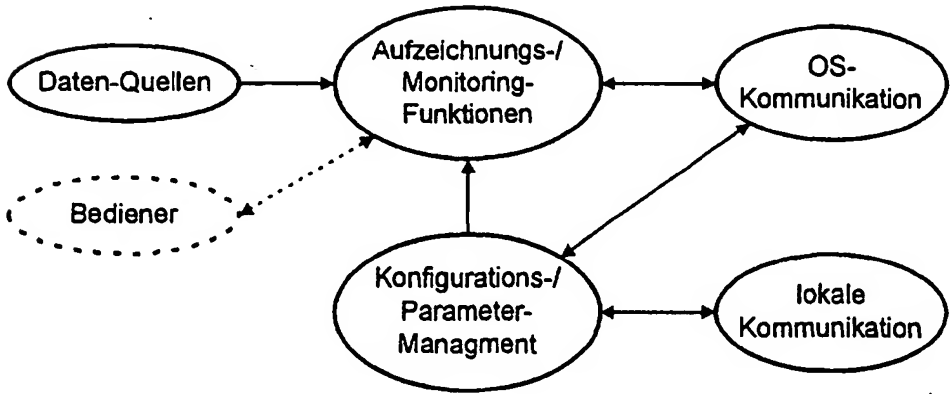 Daten-Quellen
Aufzeichnungs-/
Monitoring-
Funktionen
OS-
Kommunikation
Bediener
Konfigurations-/
Parameter-
Managment
lokale
Kommunikation